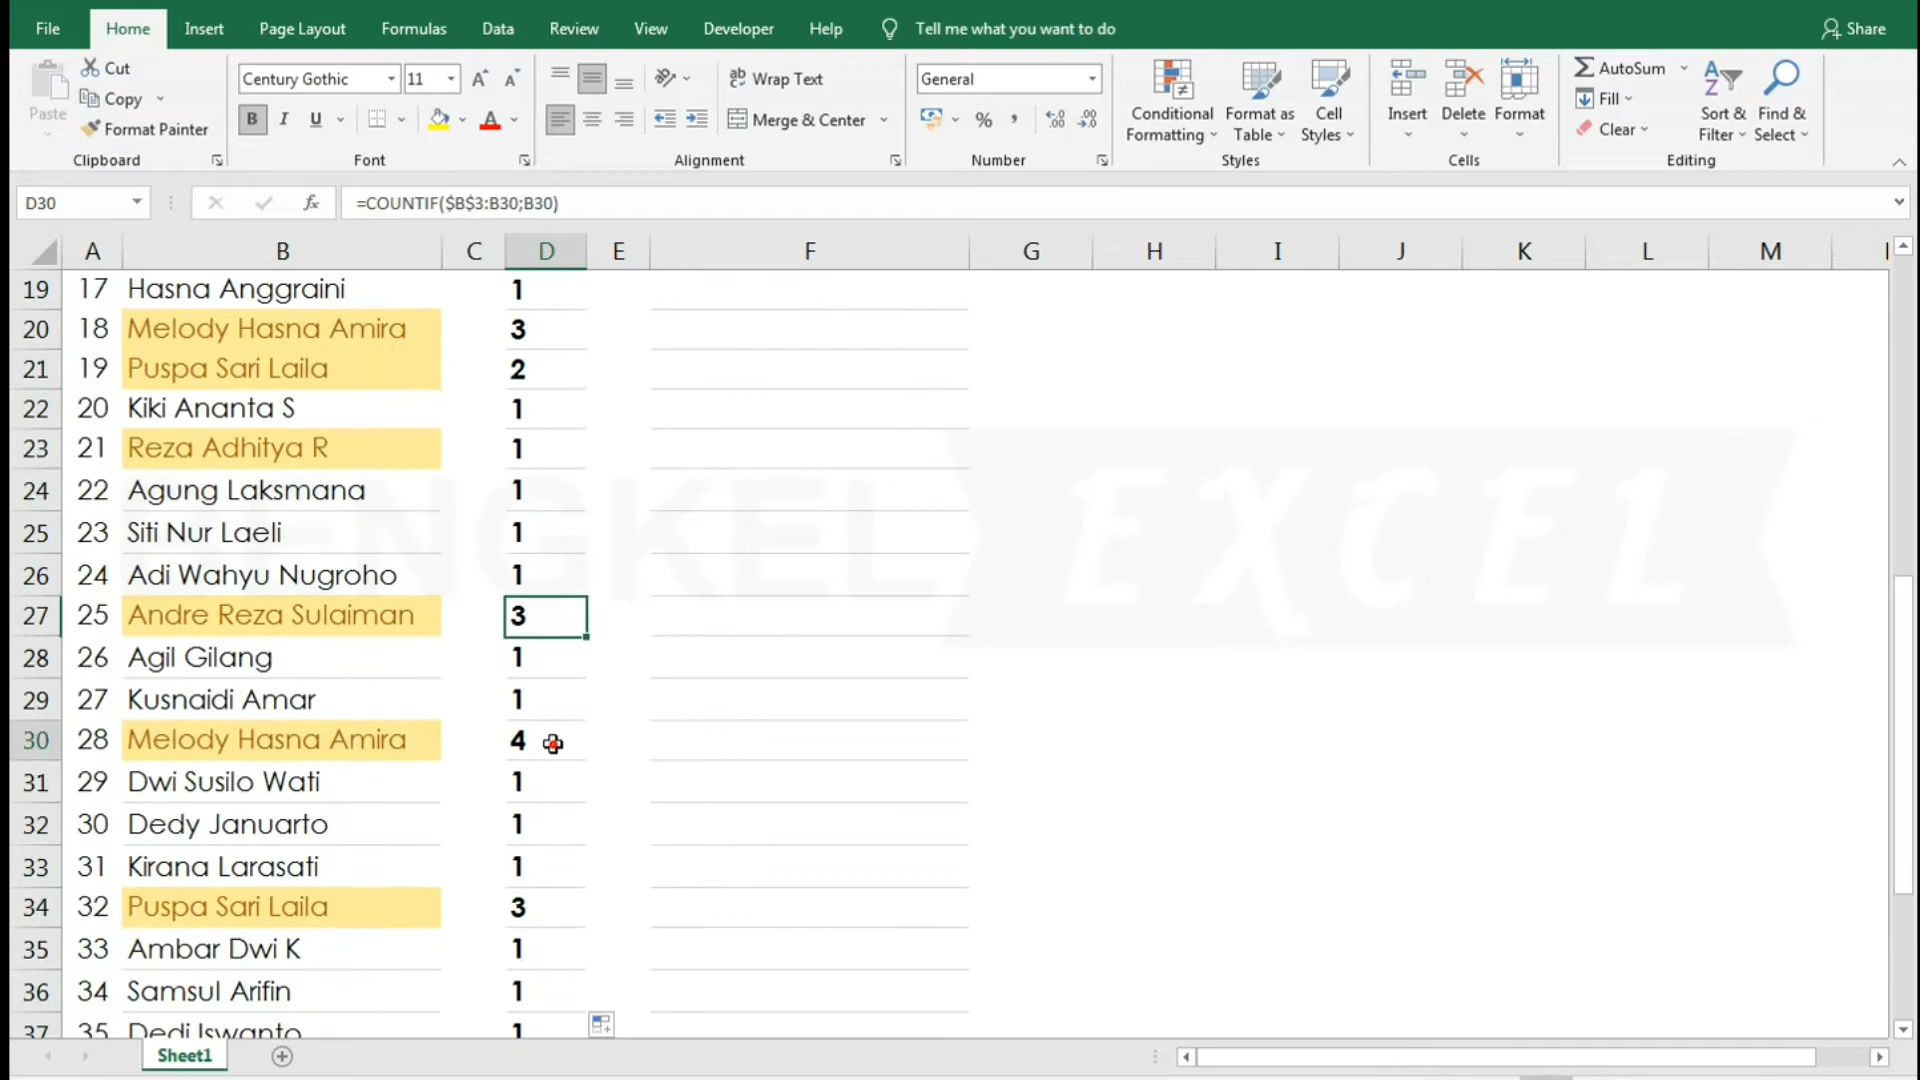 File Home Insert Page Layout Formulas Data Review View Developer Help Tell me what you want to do Share
Paste
Cut
Copy
Format Painter
Clipboard
Century Gothic 11
B I U
Font
Wrap Text
Merge & Center
Alignment
General
%
Number
Conditional Formatting
Format as Table
Cell Styles
Styles
Insert Delete Format
Cells
AutoSum
Fill
Clear
Sort & Filter
Find & Select
Editing
D30 fx =COUNTIF($B$3:B30;B30)
A B C D E F G H I J K L M
19 17 Hasna Anggraini 1
20 18 Melody Hasna Amira 3
21 19 Puspa Sari Laila 2
22 20 Kiki Ananta S 1
23 21 Reza Adhitya R 1
24 22 Agung Laksmana 1
25 23 Siti Nur Laeli 1
26 24 Adi Wahyu Nugroho 1
27 25 Andre Reza Sulaiman 3
28 26 Agil Gilang 1
29 27 Kusnaidi Amar 1
30 28 Melody Hasna Amira 4
31 29 Dwi Susilo Wati 1
32 30 Dedy Januarto 1
33 31 Kirana Larasati 1
34 32 Puspa Sari Laila 3
35 33 Ambar Dwi K 1
36 34 Samsul Arifin 1
37 35 Dedi Iswanto 1
EXCEL
Sheet1